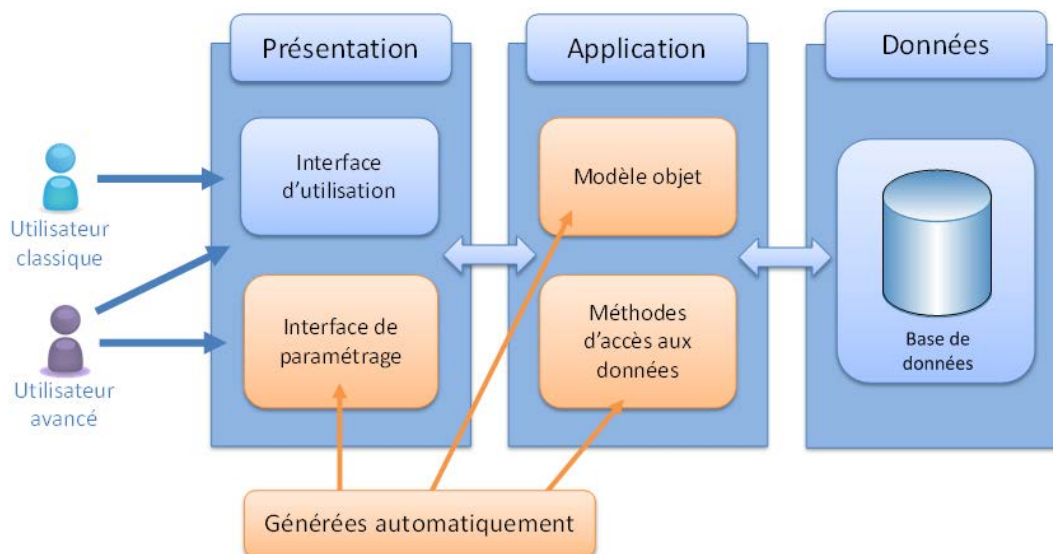 Présentation
Application
Données
Interface
d'utilisation
Modèle objet
Utilisateur
classique
Interface de
paramétrage
Méthodes
d'accès aux
données
Base de
données
Utilisateur
avancé
Générées automatiquement